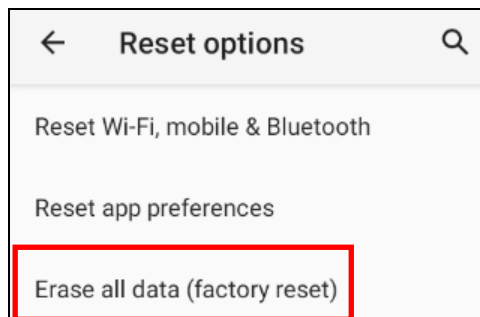 Reset options
Reset Wi-Fi, mobile & Bluetooth
Reset app preferences
Erase all data (factory reset)